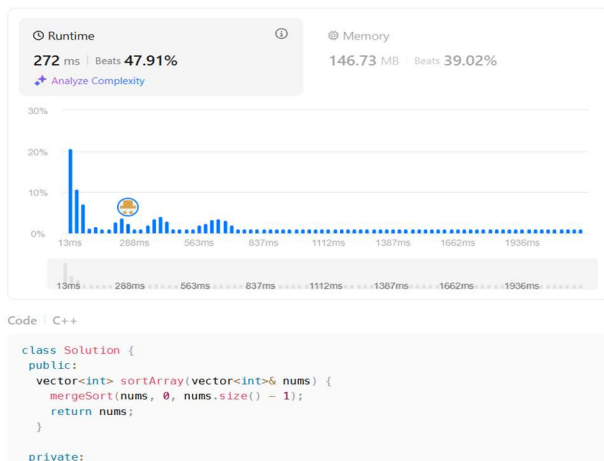 Runtime
Memory
272 ms | Beats 47.91%
146.73 MB | Beats 39.02%
Analyze Complexity
30%
20%
10%
0%
13ms 288ms 563ms 837ms 1112ms 1387ms 1662ms 1936ms
13ms 288ms 563ms 837ms 1112ms 1387ms 1662ms 1936ms
Code | C++
class Solution {
public:
vector<int> sortArray(vector<int>& nums) {
mergeSort(nums, 0, nums.size() - 1);
return nums;
}
private: